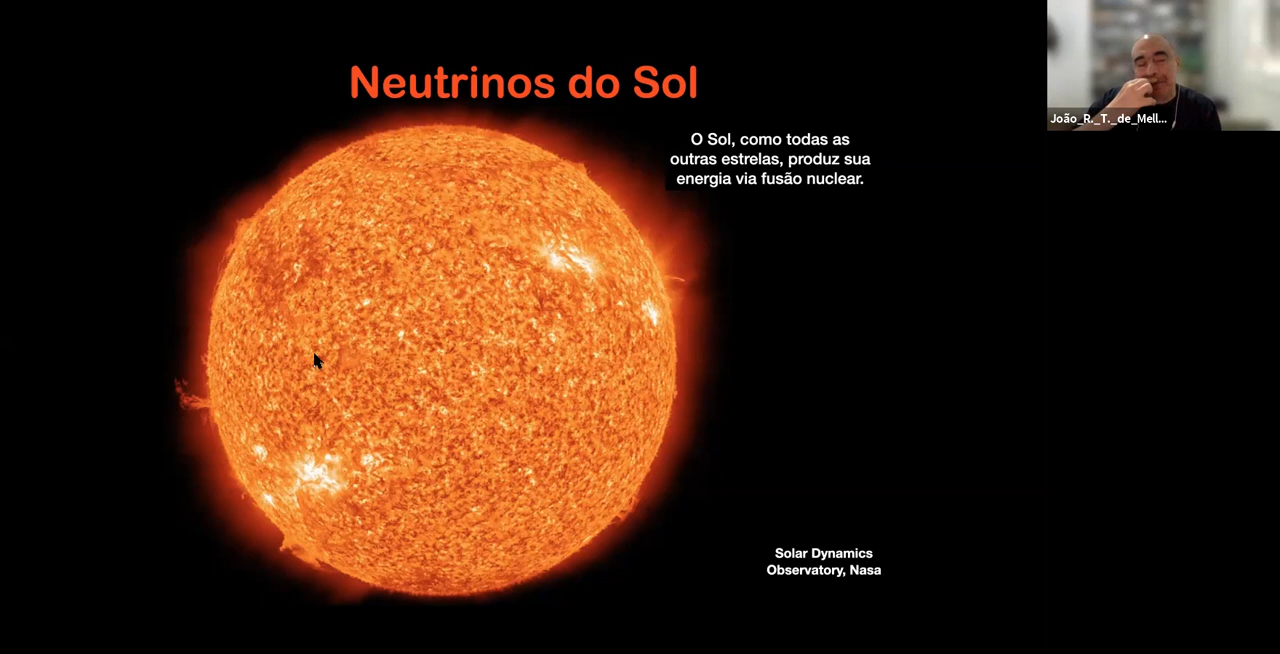 Neutrinos do Sol
O Sol, como todas as
outras estrelas, produz sua
energia via fusão nuclear.
João_R._T._de_Mell...
Solar Dynamics
Observatory, Nasa